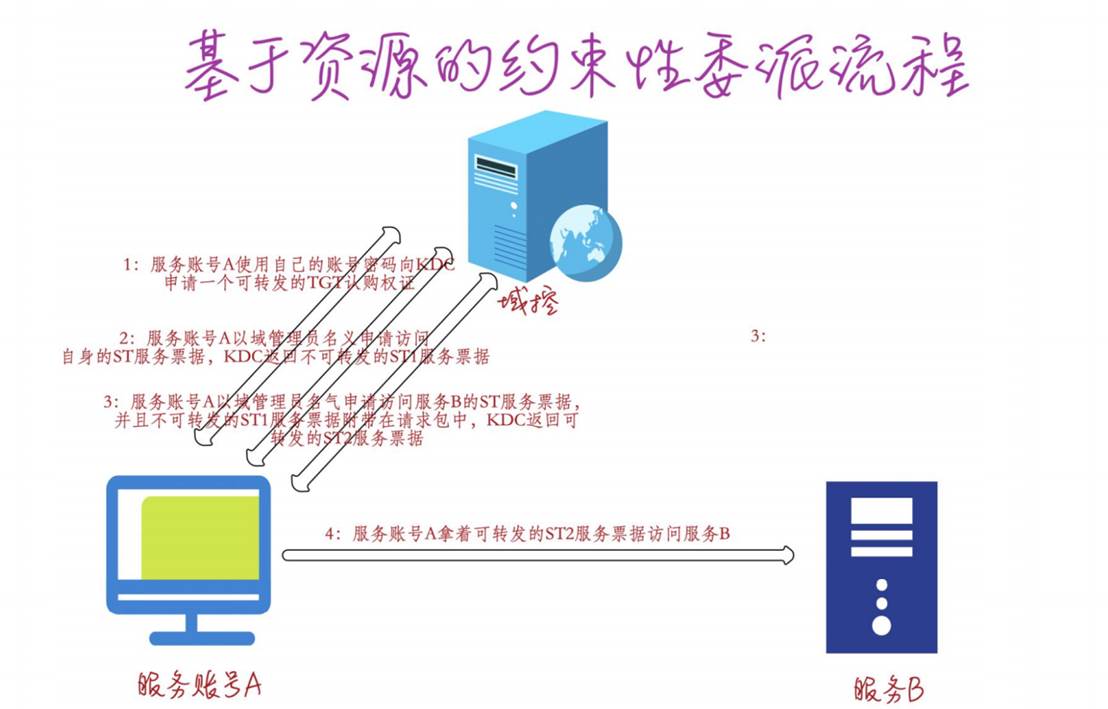 基于资源的约束性委派流程
1：服务账号A使用自己的账号密码向KDC
申请一个可转发的TGT认购权证
域控
2：服务账号A以域管理员名义申请访问
自身的ST服务票据，KDC返回不可转发的ST1服务票据
3：
3：服务账号A以域管理员名气申请访问服务B的ST服务票据，
并且不可转发的ST1服务票据附带在请求包中，KDC返回可
转发的ST2服务票据
4：服务账号A拿着可转发的ST2服务票据访问服务B
服务账号A
服务B